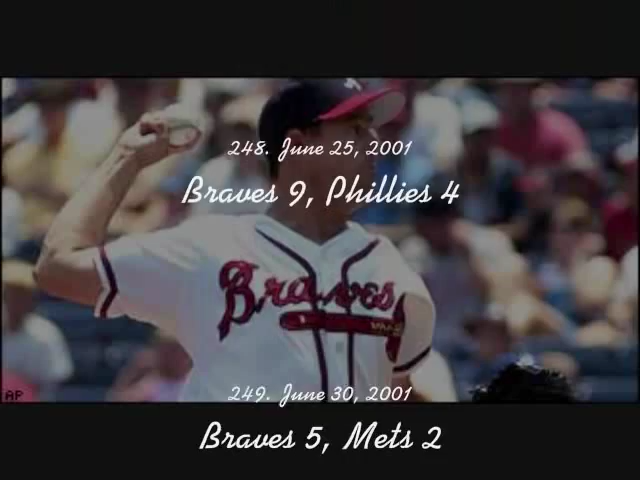 248. June 25, 2001
Braves 9, Phillies 4
Braves
249. June 30, 2001
AP
Braves 5, Mets 2